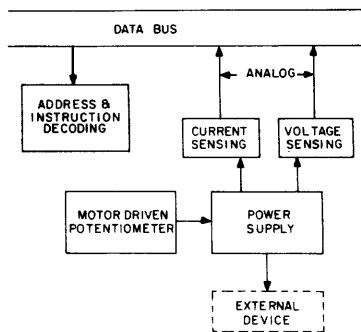 DATA BUS
ANALOG
ADDRESS &
INSTRUCTION
DECODING
CURRENT
SENSING
VOLTAGE
SENSING
MOTOR DRIVEN
POTENTIOMETER
POWER
SUPPLY
EXTERNAL
DEVICE